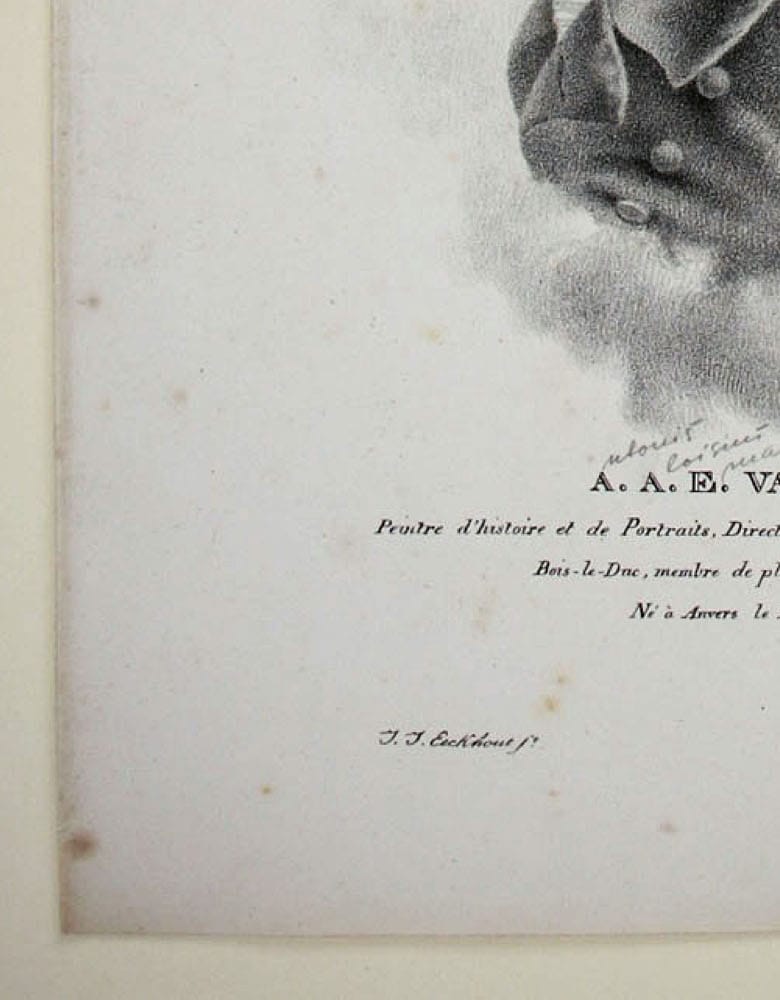 A. A. E. VA
Peintre d'histoire et de Portraits, Direct
Bois-le-Duc, membre de pl
Né à Anvers le
J. J. Eeckhout f.t